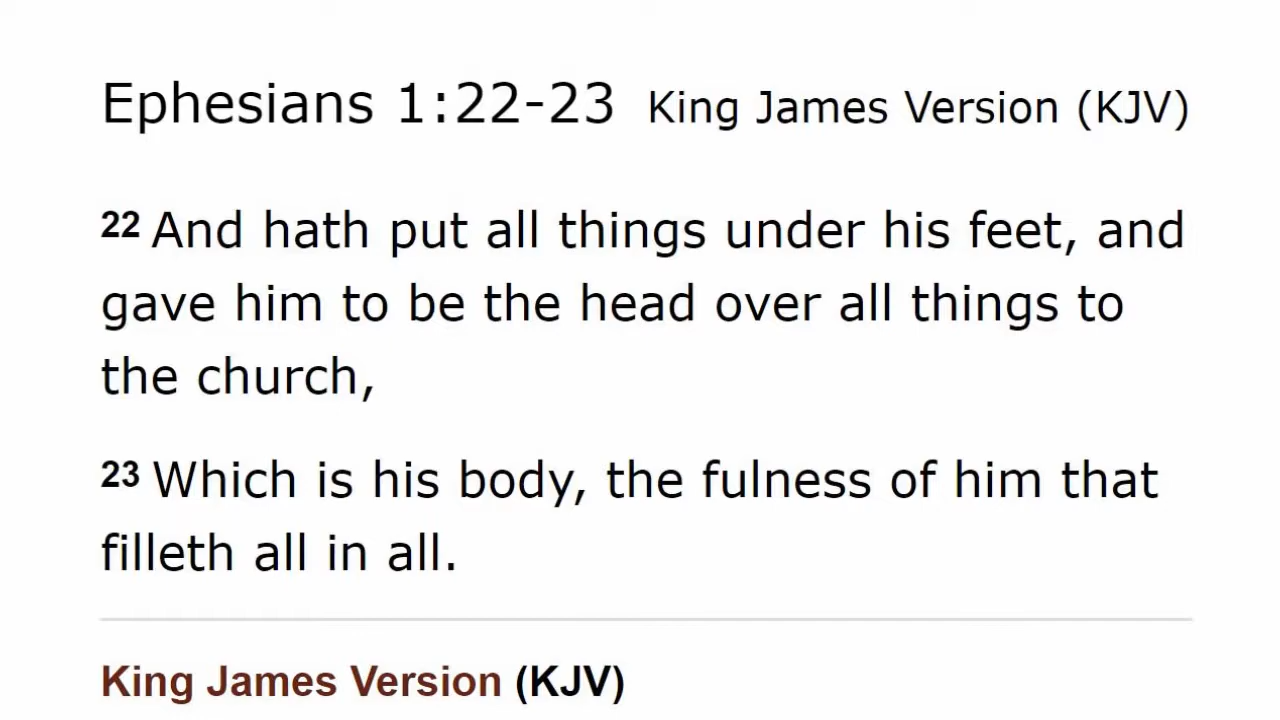 Ephesians 1:22-23 King James Version (KJV)
22 And hath put all things under his feet, and
gave him to be the head over all things to
the church,
23 Which is his body, the fulness of him that
filleth all in all.
King James Version (KJV)